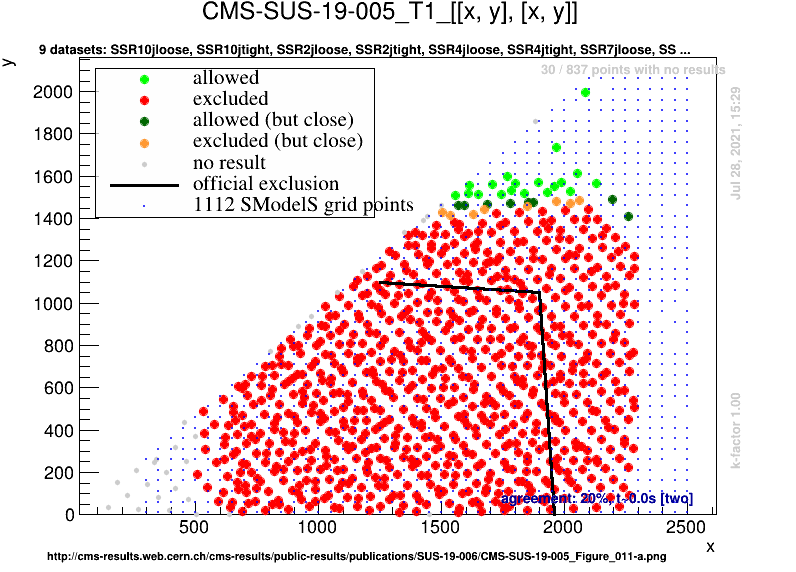 CMS-SUS-19-005_T1_[[x, y], [x, y]]
9 datasets: SSR10jloose, SSR10jtight, SSR2jloose, SSR2jtight, SSR4jloose, SSR4jtight, SSR7jloose, SS ...
y
30 / 837 points with no results
allowed
excluded
allowed (but close)
excluded (but close)
no result
official exclusion
1112 SModelS grid points
2000
1800
1600
1400
1200
1000
800
600
400
200
0
Jul 28, 2021, 15:29
k-factor 1.00
agreement: 20%, t~0.0s [two]
500
1000
1500
2000
2500
x
http://cms-results.web.cern.ch/cms-results/public-results/publications/SUS-19-006/CMS-SUS-19-005_Figure_011-a.png